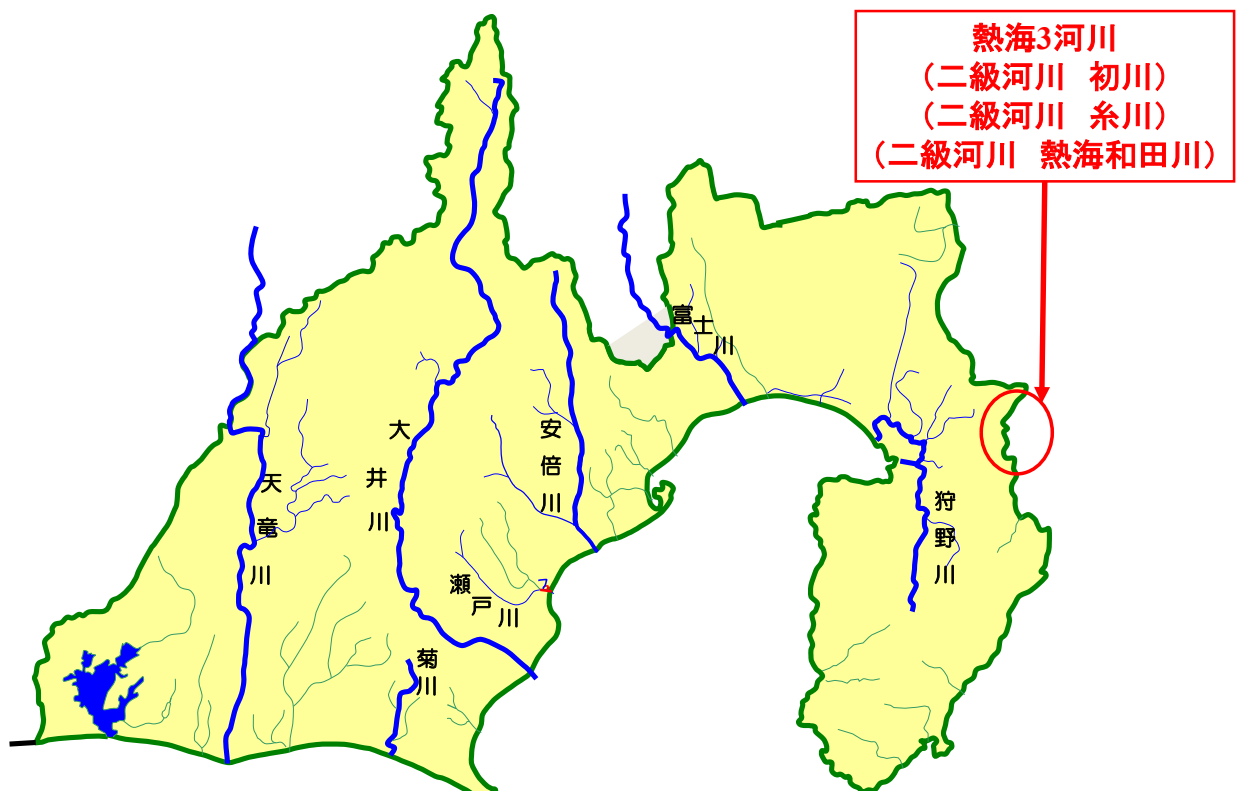 熱海3河川
（二級河川　初川）
（二級河川　糸川）
（二級河川　熱海和田川）
富士川
大井川
安倍川
天竜川
狩野川
瀬戸川
菊川